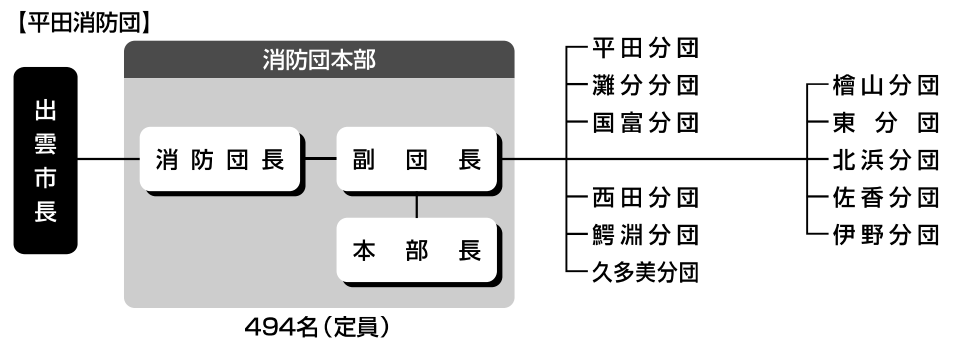 【平田消防団】
出雲市長
消防団本部
消防団長
副団長
本部長
494名(定員)
平田分団
灘分分団
国富分団
西田分団
鰐淵分団
久多美分団
檜山分団
東分団
北浜分団
佐香分団
伊野分団